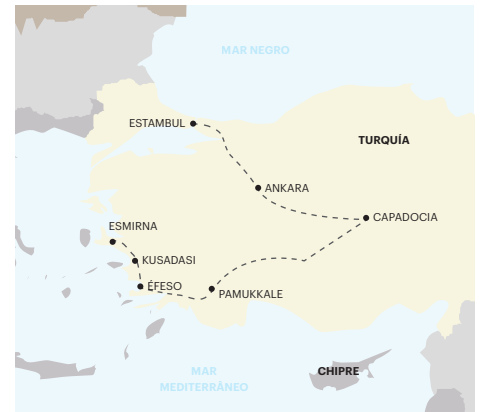 MAR NEGRO
ESTAMBUL
TURQUÍA
ANKARA
CAPADOCIA
ESMIRNA
KUSADASI
ÉFESO
PAMUKKALE
MAR
MEDITERRÁNEO
CHIPRE